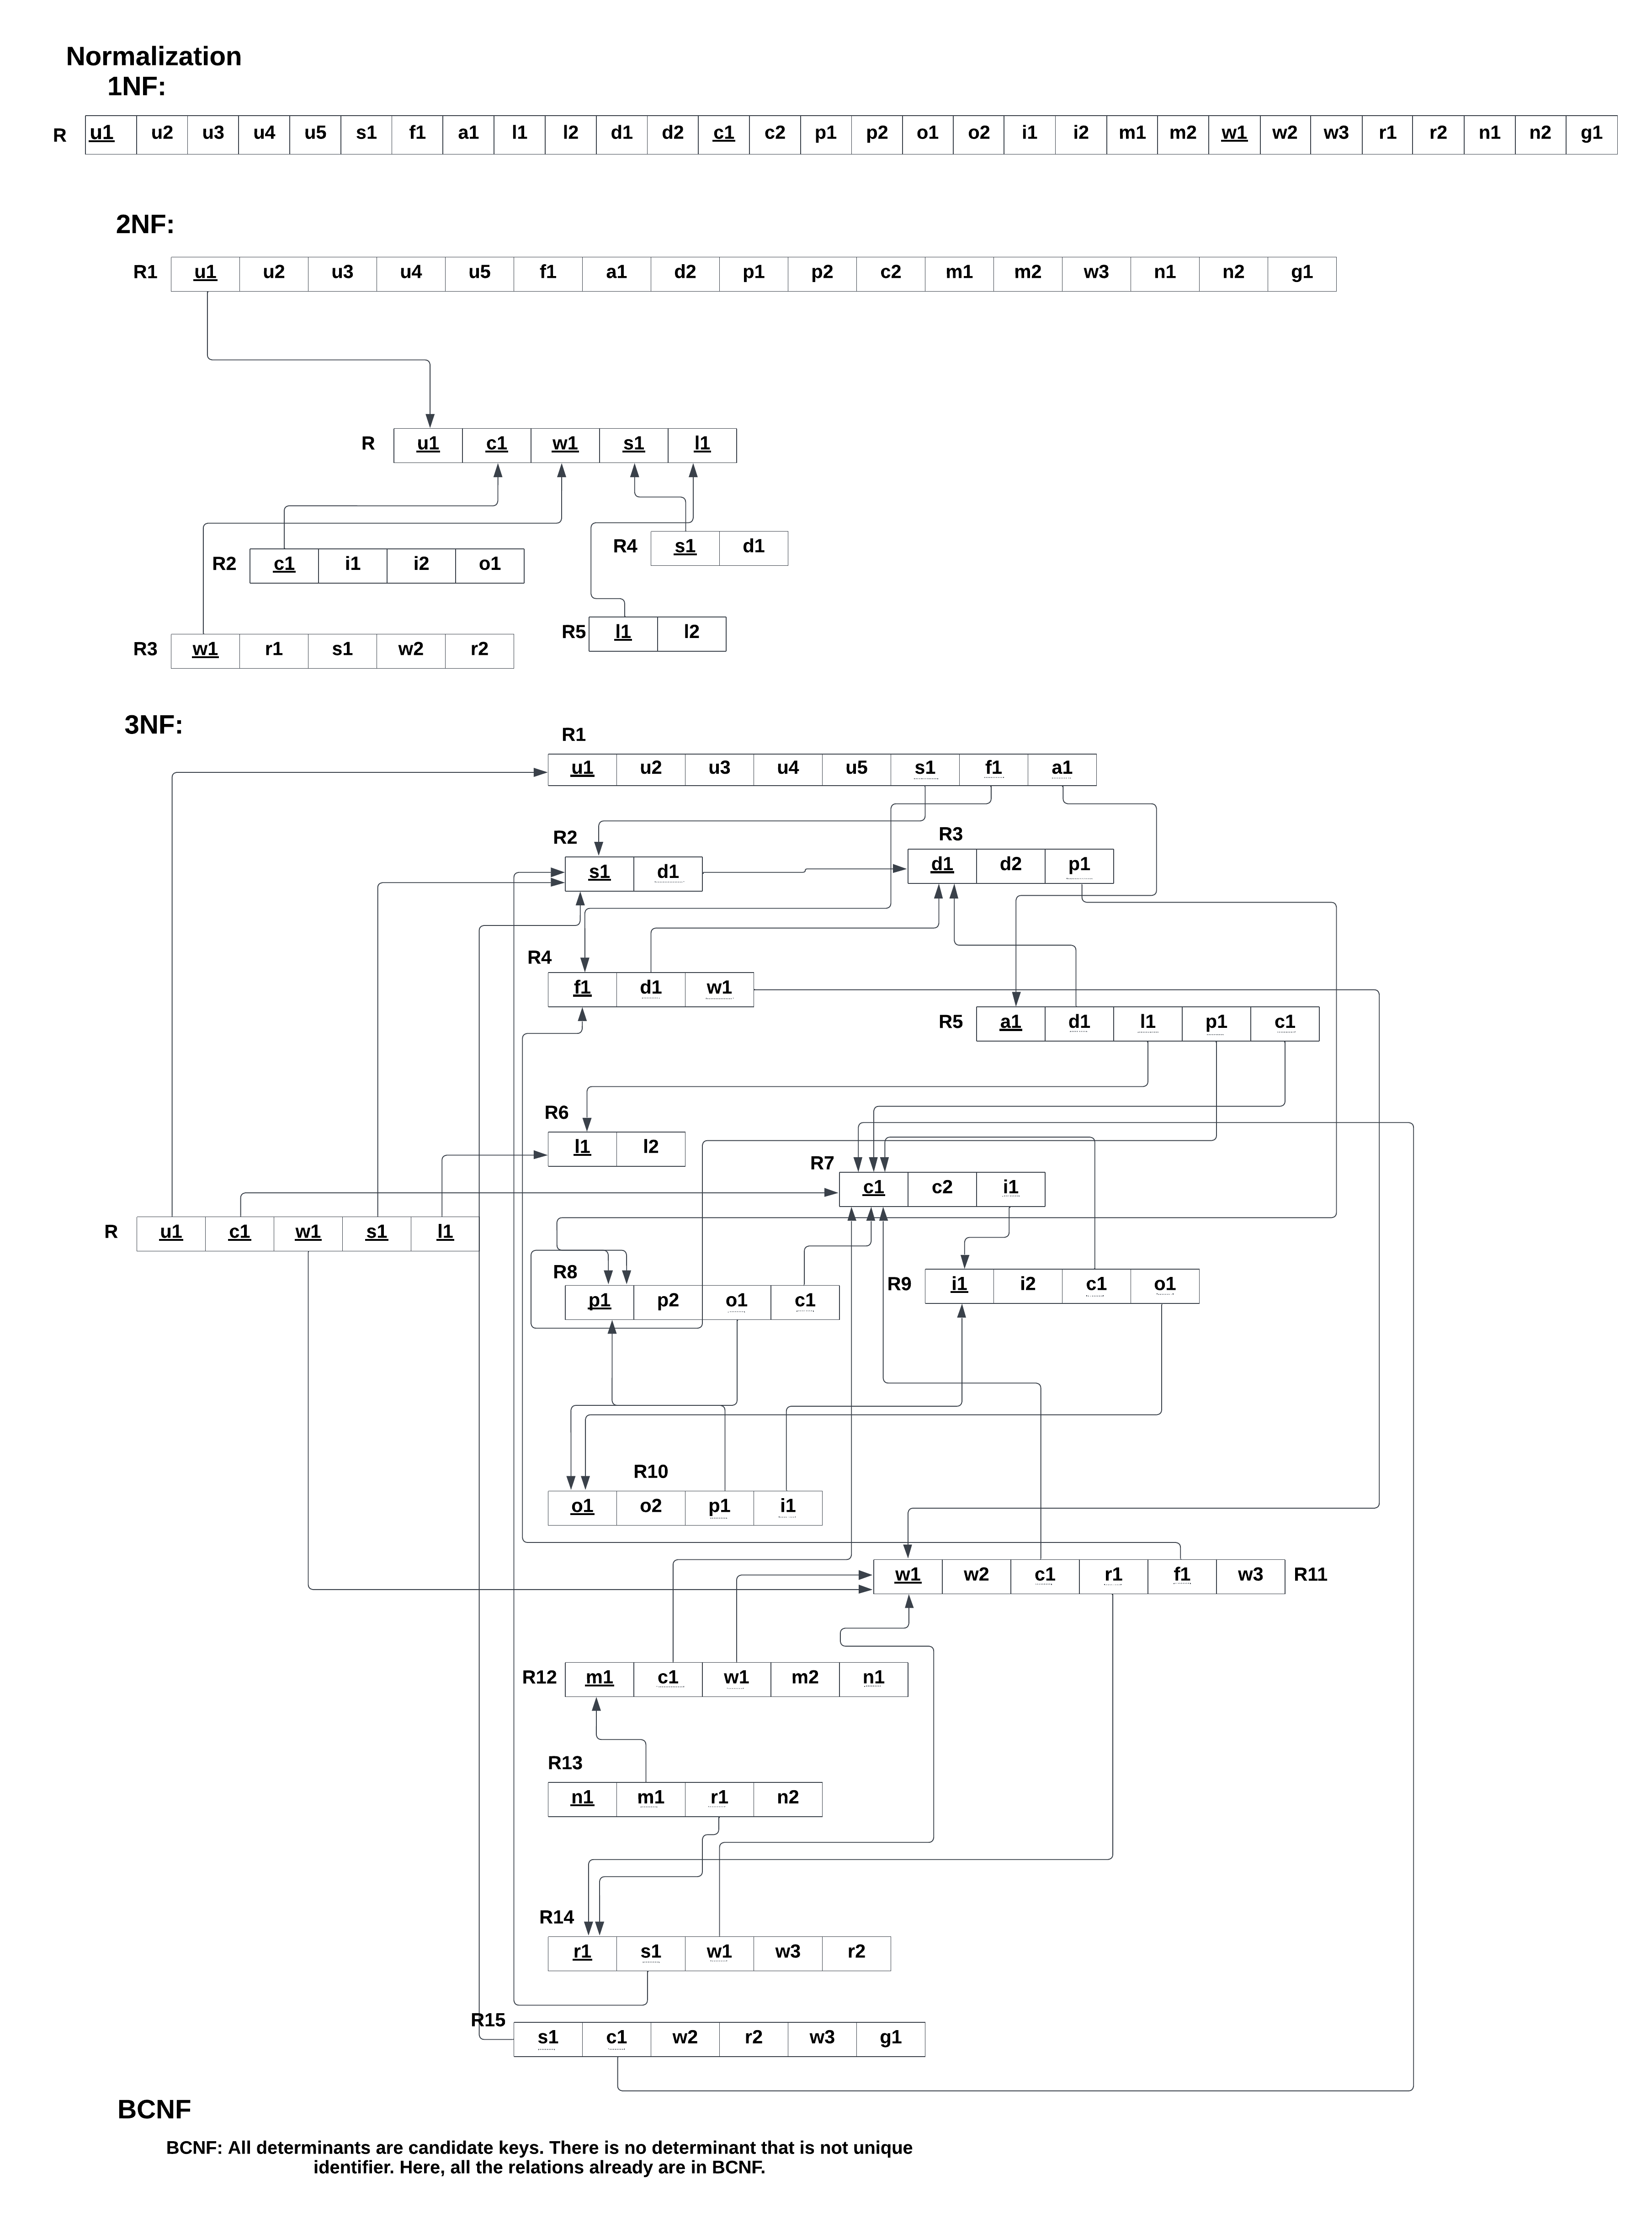 Normalization
1NF:
R u1 u2 u3 u4 u5 s1 f1 a1 l1 l2 d1 d2 c1 c2 p1 p2 o1 o2 i1 i2 m1 m2 w1 w2 w3 r1 r2 n1 n2 g1
2NF:
R1 u1 u2 u3 u4 u5 f1 a1 d2 p1 p2 c2 m1 m2 w3 n1 n2 g1
R u1 c1 w1 s1 l1
R4 s1 d1
R2 c1 i1 i2 o1
R5 l1 l2
R3 w1 r1 s1 w2 r2
3NF:
R1
u1 u2 u3 u4 u5 s1 f1 a1
R2
s1 d1
R3
d1 d2 p1
R4
f1 d1 w1
R5 a1 d1 l1 p1 c1
R6
l1 l2
R7
c1 c2 i1
R u1 c1 w1 s1 l1
R8
p1 p2 o1 c1
R9 i1 i2 c1 o1
R10
o1 o2 p1 i1
w1 w2 c1 r1 f1 w3 R11
R12 m1 c1 w1 m2 n1
R13
n1 m1 r1 n2
R14
r1 s1 w1 w3 r2
R15
s1 c1 w2 r2 w3 g1
BCNF
BCNF: All determinants are candidate keys. There is no determinant that is not unique
identifier. Here, all the relations already are in BCNF.